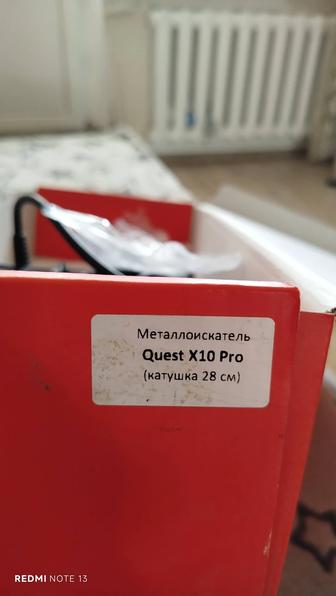 Металлоискатель
Quest X10 Pro
(катушка 28 см)
REDMI NOTE 13